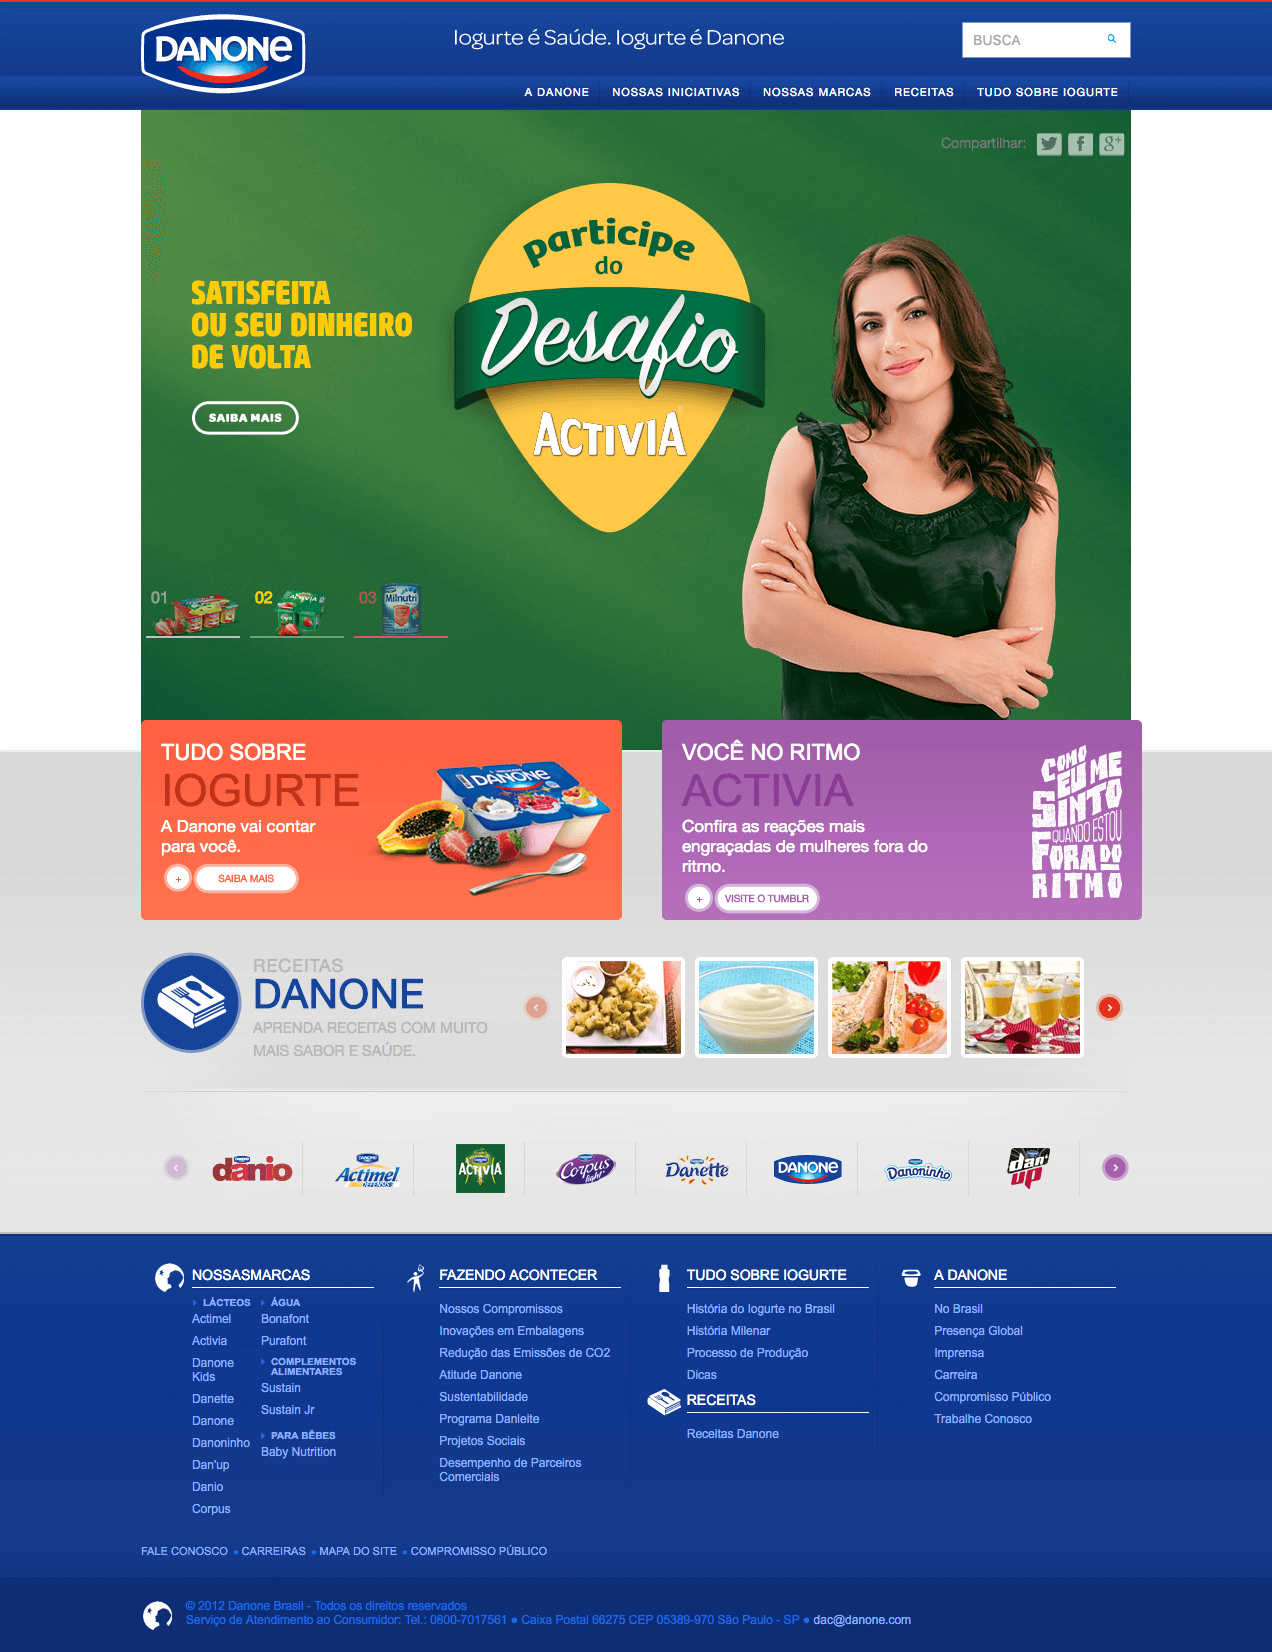 DANONE
Iogurte é Saúde. Iogurte é Danone
BUSCA
A DANONE
NOSSAS INICIATIVAS
NOSSAS MARCAS
RECEITAS
TUDO SOBRE IOGURTE
Compartilhar:
participe
do
Desafio
ACTIVIA
SATISFEITA
OU SEU DINHEIRO
DE VOLTA
SAIBA MAIS
01
02
ACTIVIA
03
Milnutri
TUDO SOBRE
IOGURTE
A Danone vai contar
para você.
+
SAIBA MAIS
DANONE
VOCÊ NO RITMO
ACTIVIA
Confira as reações mais
engraçadas de mulheres fora do
ritmo.
+
VISITE O TUMBLR
COMO
EU ME
SINTO
QUANDO ESTOU
FORA DO
RITMO
RECEITAS
DANONE
APRENDA RECEITAS COM MUITO
MAIS SABOR E SAÚDE.
danio
Actimel
DEFENSIS
ACTIVIA
Corpus
light
Danette
DANONE
Danoninho
dan'
up
NOSSASMARCAS
LÁCTEOS
Actimel
Activia
Danone
Kids
Danette
Danone
Danoninho
Dan'up
Danio
Corpus
ÁGUA
Bonafont
Purafont
COMPLEMENTOS
ALIMENTARES
Sustain
Sustain Jr
PARA BÊBES
Baby Nutrition
FAZENDO ACONTECER
Nossos Compromissos
Inovações em Embalagens
Redução das Emissões de CO2
Atitude Danone
Sustentabilidade
Programa Danleite
Projetos Sociais
Desempenho de Parceiros
Comerciais
TUDO SOBRE IOGURTE
História do Iogurte no Brasil
História Milenar
Processo de Produção
Dicas
RECEITAS
Receitas Danone
A DANONE
No Brasil
Presença Global
Imprensa
Carreira
Compromisso Público
Trabalhe Conosco
FALE CONOSCO • CARREIRAS • MAPA DO SITE • COMPROMISSO PÚBLICO
© 2012 Danone Brasil - Todos os direitos reservados
Serviço de Atendimento ao Consumidor: Tel.: 0800-7017561 ● Caixa Postal 66275 CEP 05389-970 São Paulo - SP ● dac@danone.com